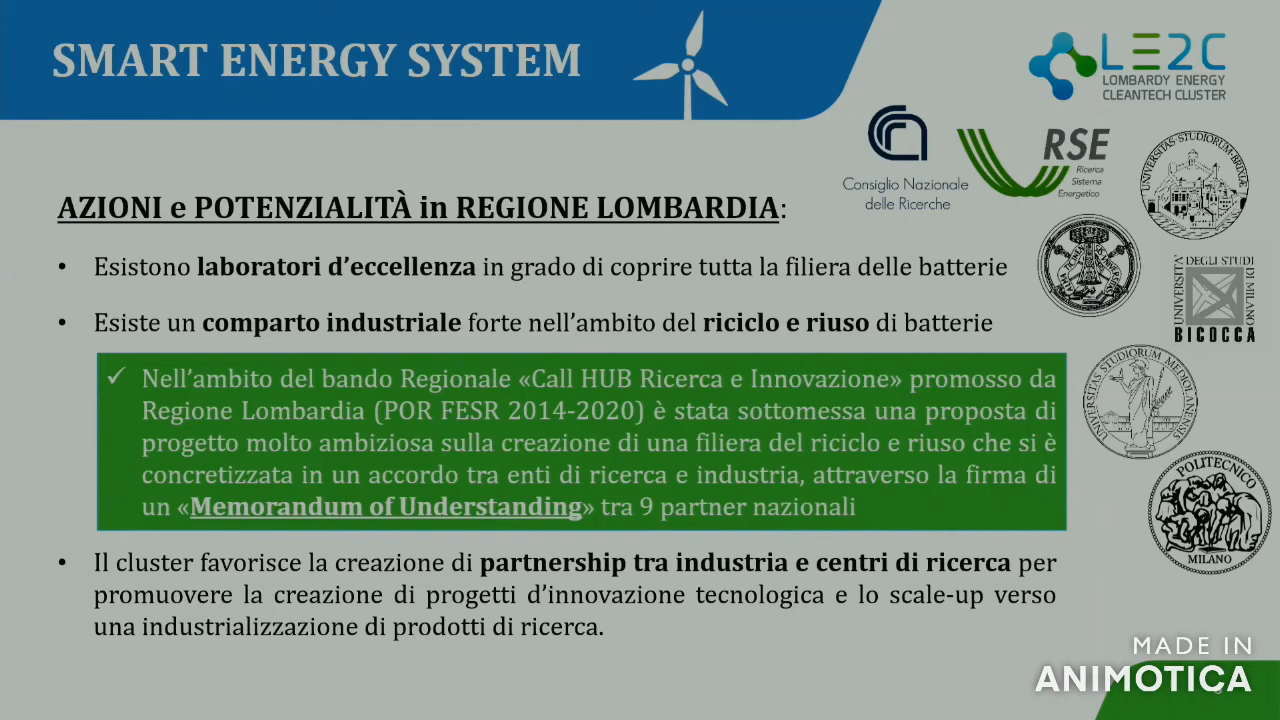 SMART ENERGY SYSTEM
LE2C
LOMBARDY ENERGY
CLEANTECH CLUSTER
Consiglio Nazionale
delle Ricerche
RSE
Ricerca
Sistema
Energetico
UNIVERSITAS·STUDIORUM·BRIXIAE
AZIONI e POTENZIALITÀ in REGIONE LOMBARDIA:
• Esistono laboratori d’eccellenza in grado di coprire tutta la filiera delle batterie
• Esiste un comparto industriale forte nell’ambito del riciclo e riuso di batterie
UNIVERSITÀ DEGLI STUDI DI MILANO
BICOCCA
✓ Nell’ambito del bando Regionale «Call HUB Ricerca e Innovazione» promosso da
Regione Lombardia (POR FESR 2014-2020) è stata sottomessa una proposta di
progetto molto ambiziosa sulla creazione di una filiera del riciclo e riuso che si è
concretizzata in un accordo tra enti di ricerca e industria, attraverso la firma di
un «Memorandum of Understanding» tra 9 partner nazionali
UNIVERSITAS STUDIORUM MEDIOLANENSIS
POLITECNICO
MILANO
• Il cluster favorisce la creazione di partnership tra industria e centri di ricerca per
promuovere la creazione di progetti d’innovazione tecnologica e lo scale-up verso
una industrializzazione di prodotti di ricerca.
MADE IN
ANIMOTICA